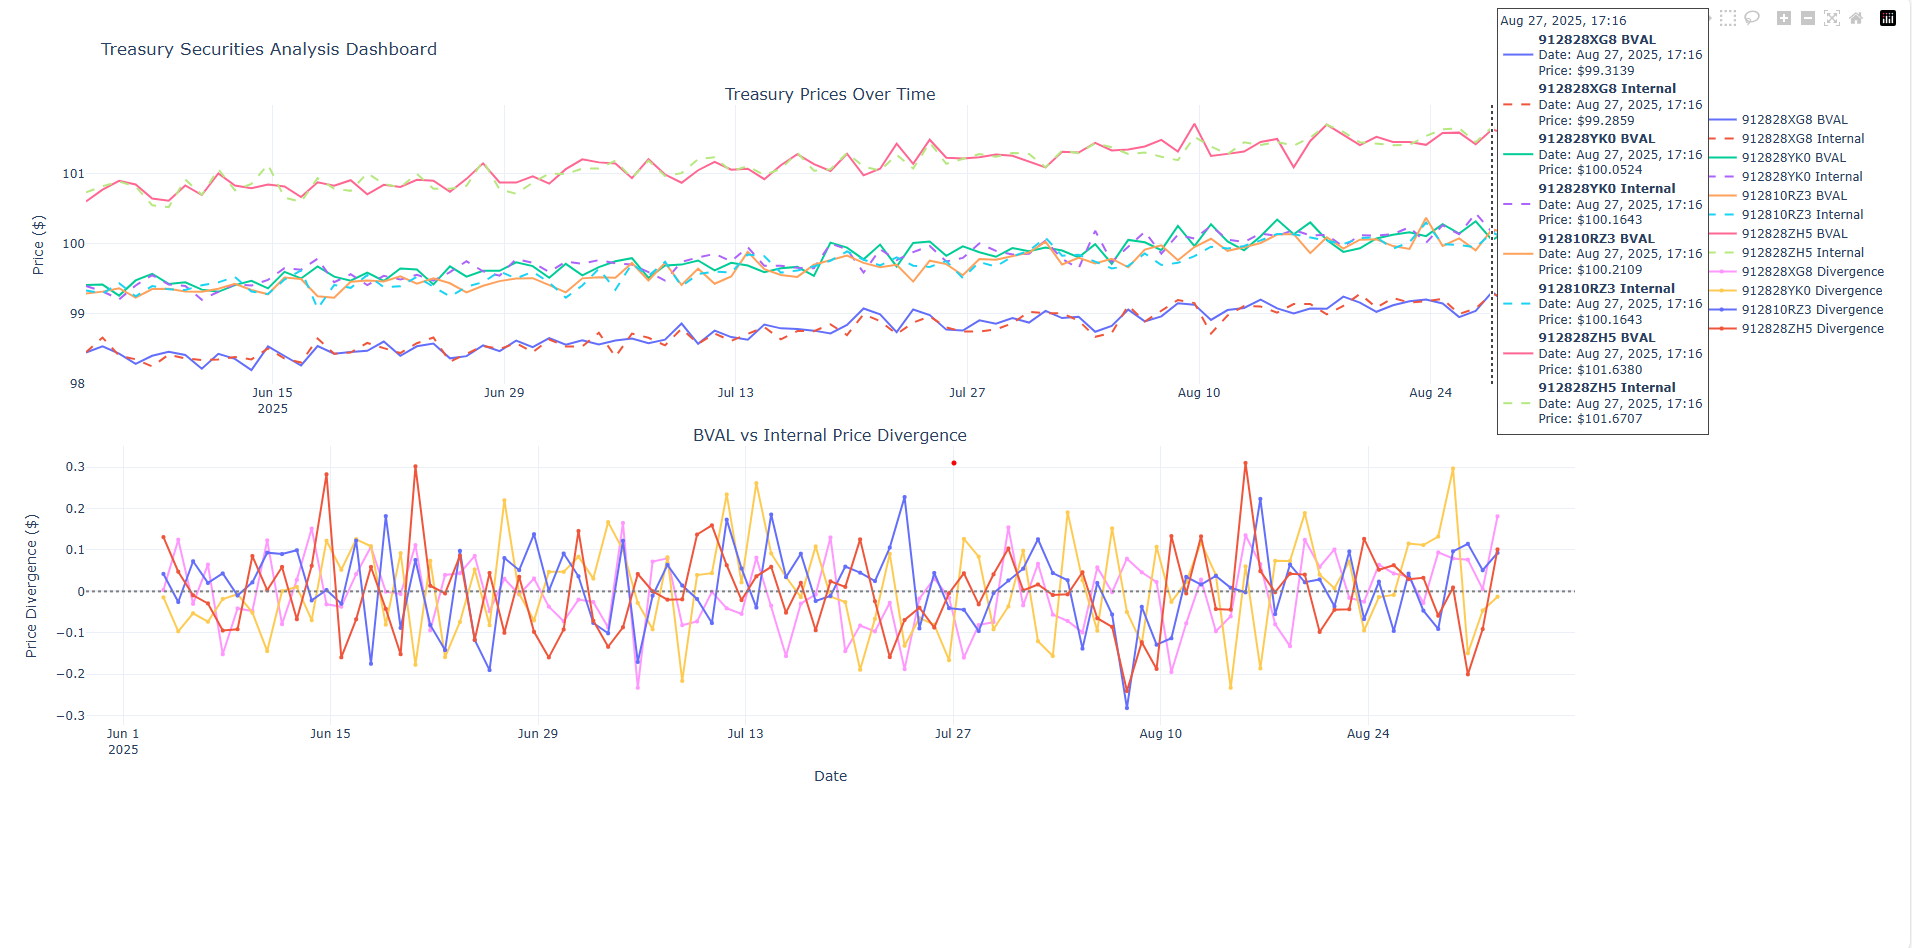 Treasury Securities Analysis Dashboard
Treasury Prices Over Time
Price ($)
101
100
99
98
Jun 15
2025
Jun 29
Jul 13
Jul 27
Aug 10
Aug 24
Aug 27, 2025, 17:16
912828XG8 BVAL
Date: Aug 27, 2025, 17:16
Price: $99.3139
912828XG8 Internal
Date: Aug 27, 2025, 17:16
Price: $99.2859
912828YK0 BVAL
Date: Aug 27, 2025, 17:16
Price: $100.0524
912828YK0 Internal
Date: Aug 27, 2025, 17:16
Price: $100.1643
912810RZ3 BVAL
Date: Aug 27, 2025, 17:16
Price: $100.2109
912810RZ3 Internal
Date: Aug 27, 2025, 17:16
Price: $100.1643
912828ZH5 BVAL
Date: Aug 27, 2025, 17:16
Price: $101.6380
912828ZH5 Internal
Date: Aug 27, 2025, 17:16
Price: $101.6707
912828XG8 BVAL
912828XG8 Internal
912828YK0 BVAL
912828YK0 Internal
912810RZ3 BVAL
912810RZ3 Internal
912828ZH5 BVAL
912828ZH5 Internal
912828XG8 Divergence
912828YK0 Divergence
912810RZ3 Divergence
912828ZH5 Divergence
BVAL vs Internal Price Divergence
Price Divergence ($)
0.3
0.2
0.1
0
−0.1
−0.2
−0.3
Jun 1
2025
Jun 15
Jun 29
Jul 13
Jul 27
Aug 10
Aug 24
Date